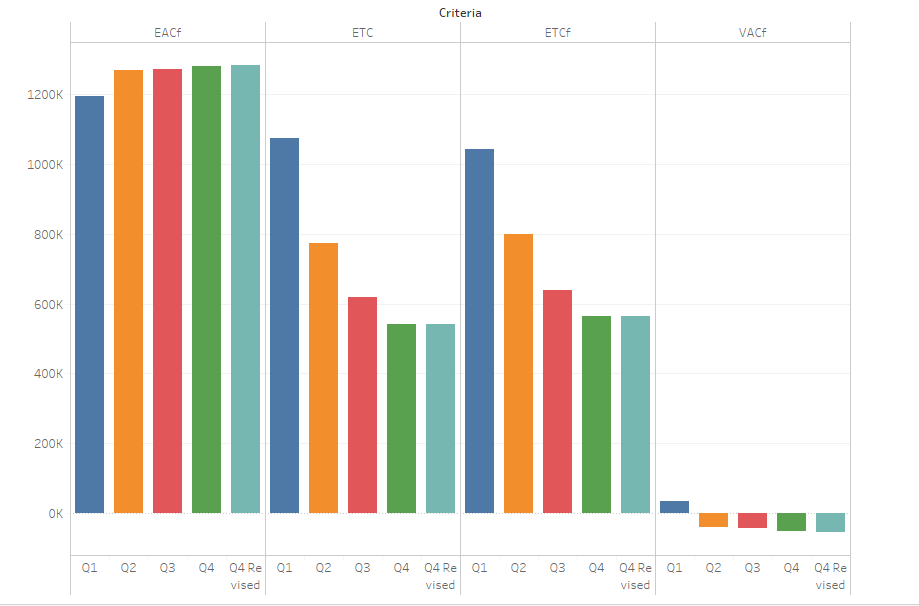 Criteria
EACf ETC ETCf VACf
1200K
1000K
800K
600K
400K
200K
0K
Q1 Q2 Q3 Q4 Q4 Re Q1 Q2 Q3 Q4 Q4 Re Q1 Q2 Q3 Q4 Q4 Re Q1 Q2 Q3 Q4 Q4 Re
vised vised vised vised